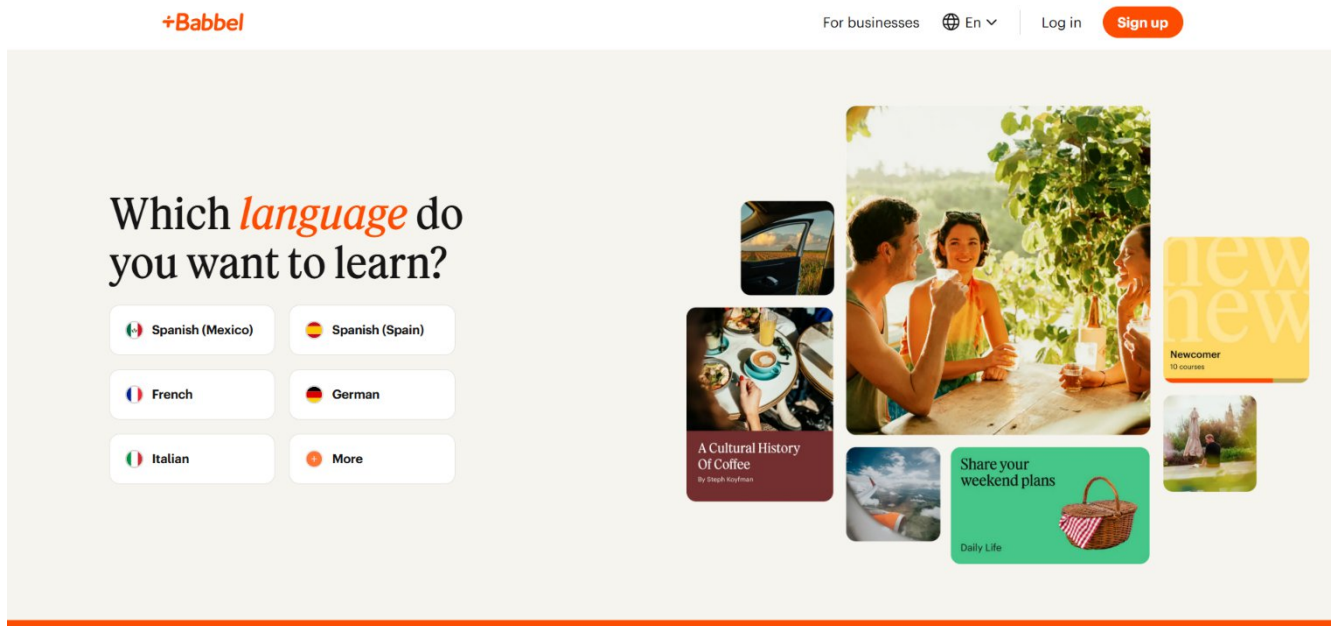 +Babbel
For businesses
En
Log in
Sign up
Which language do
you want to learn?
Spanish (Mexico)
Spanish (Spain)
French
German
Italian
More
A Cultural History
Of Coffee
By Steph Koyfman
new
new
Newcomer
10 courses
Share your
weekend plans
Daily Life